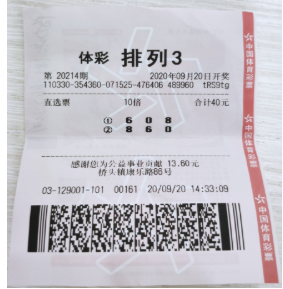 体彩 排列3
第 20214期 2020年09月20日开奖
110330-354360-071525-476406 489960 tRS9tg
直选票 10倍 合计40元
① 6 0 8
② 8 6 0
感谢您为公益事业贡献 13.60元
桥头镇康乐路86号
03-129001-101 00161 20/09/20 14:33:09
中国体育彩票
中国体育彩票